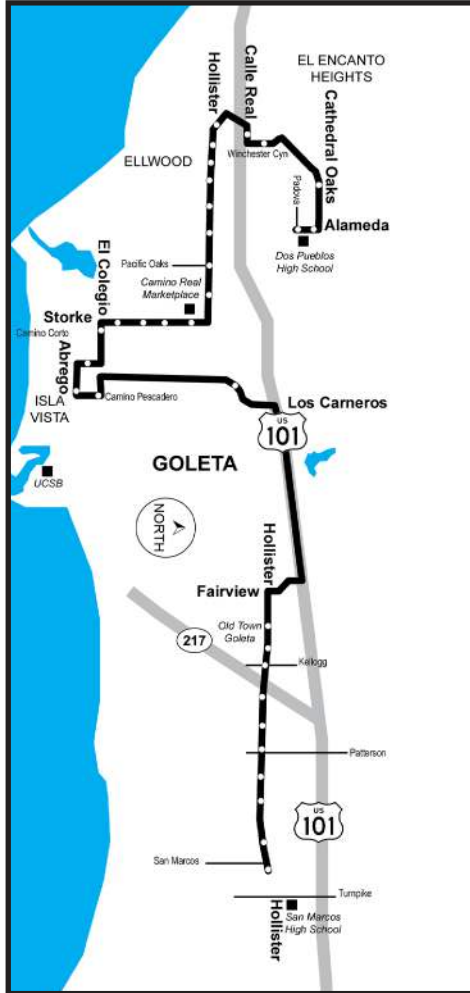 EL ENCANTO
HEIGHTS
Calle Real
Hollister
Cathedral Oaks
Winchester Cyn
ELLWOOD
Padova
Alameda
Dos Pueblos
High School
Pacific Oaks
Camino Real
Marketplace
El Colegio
Storke
Camino Corto
Abrego
ISLA
VISTA
Camino Pescadero
Los Carneros
US
101
GOLETA
UCSB
NORTH
Hollister
Fairview
Old Town
Goleta
217
Kellogg
Patterson
US
101
San Marcos
Turnpike
Hollister
San Marcos
High School